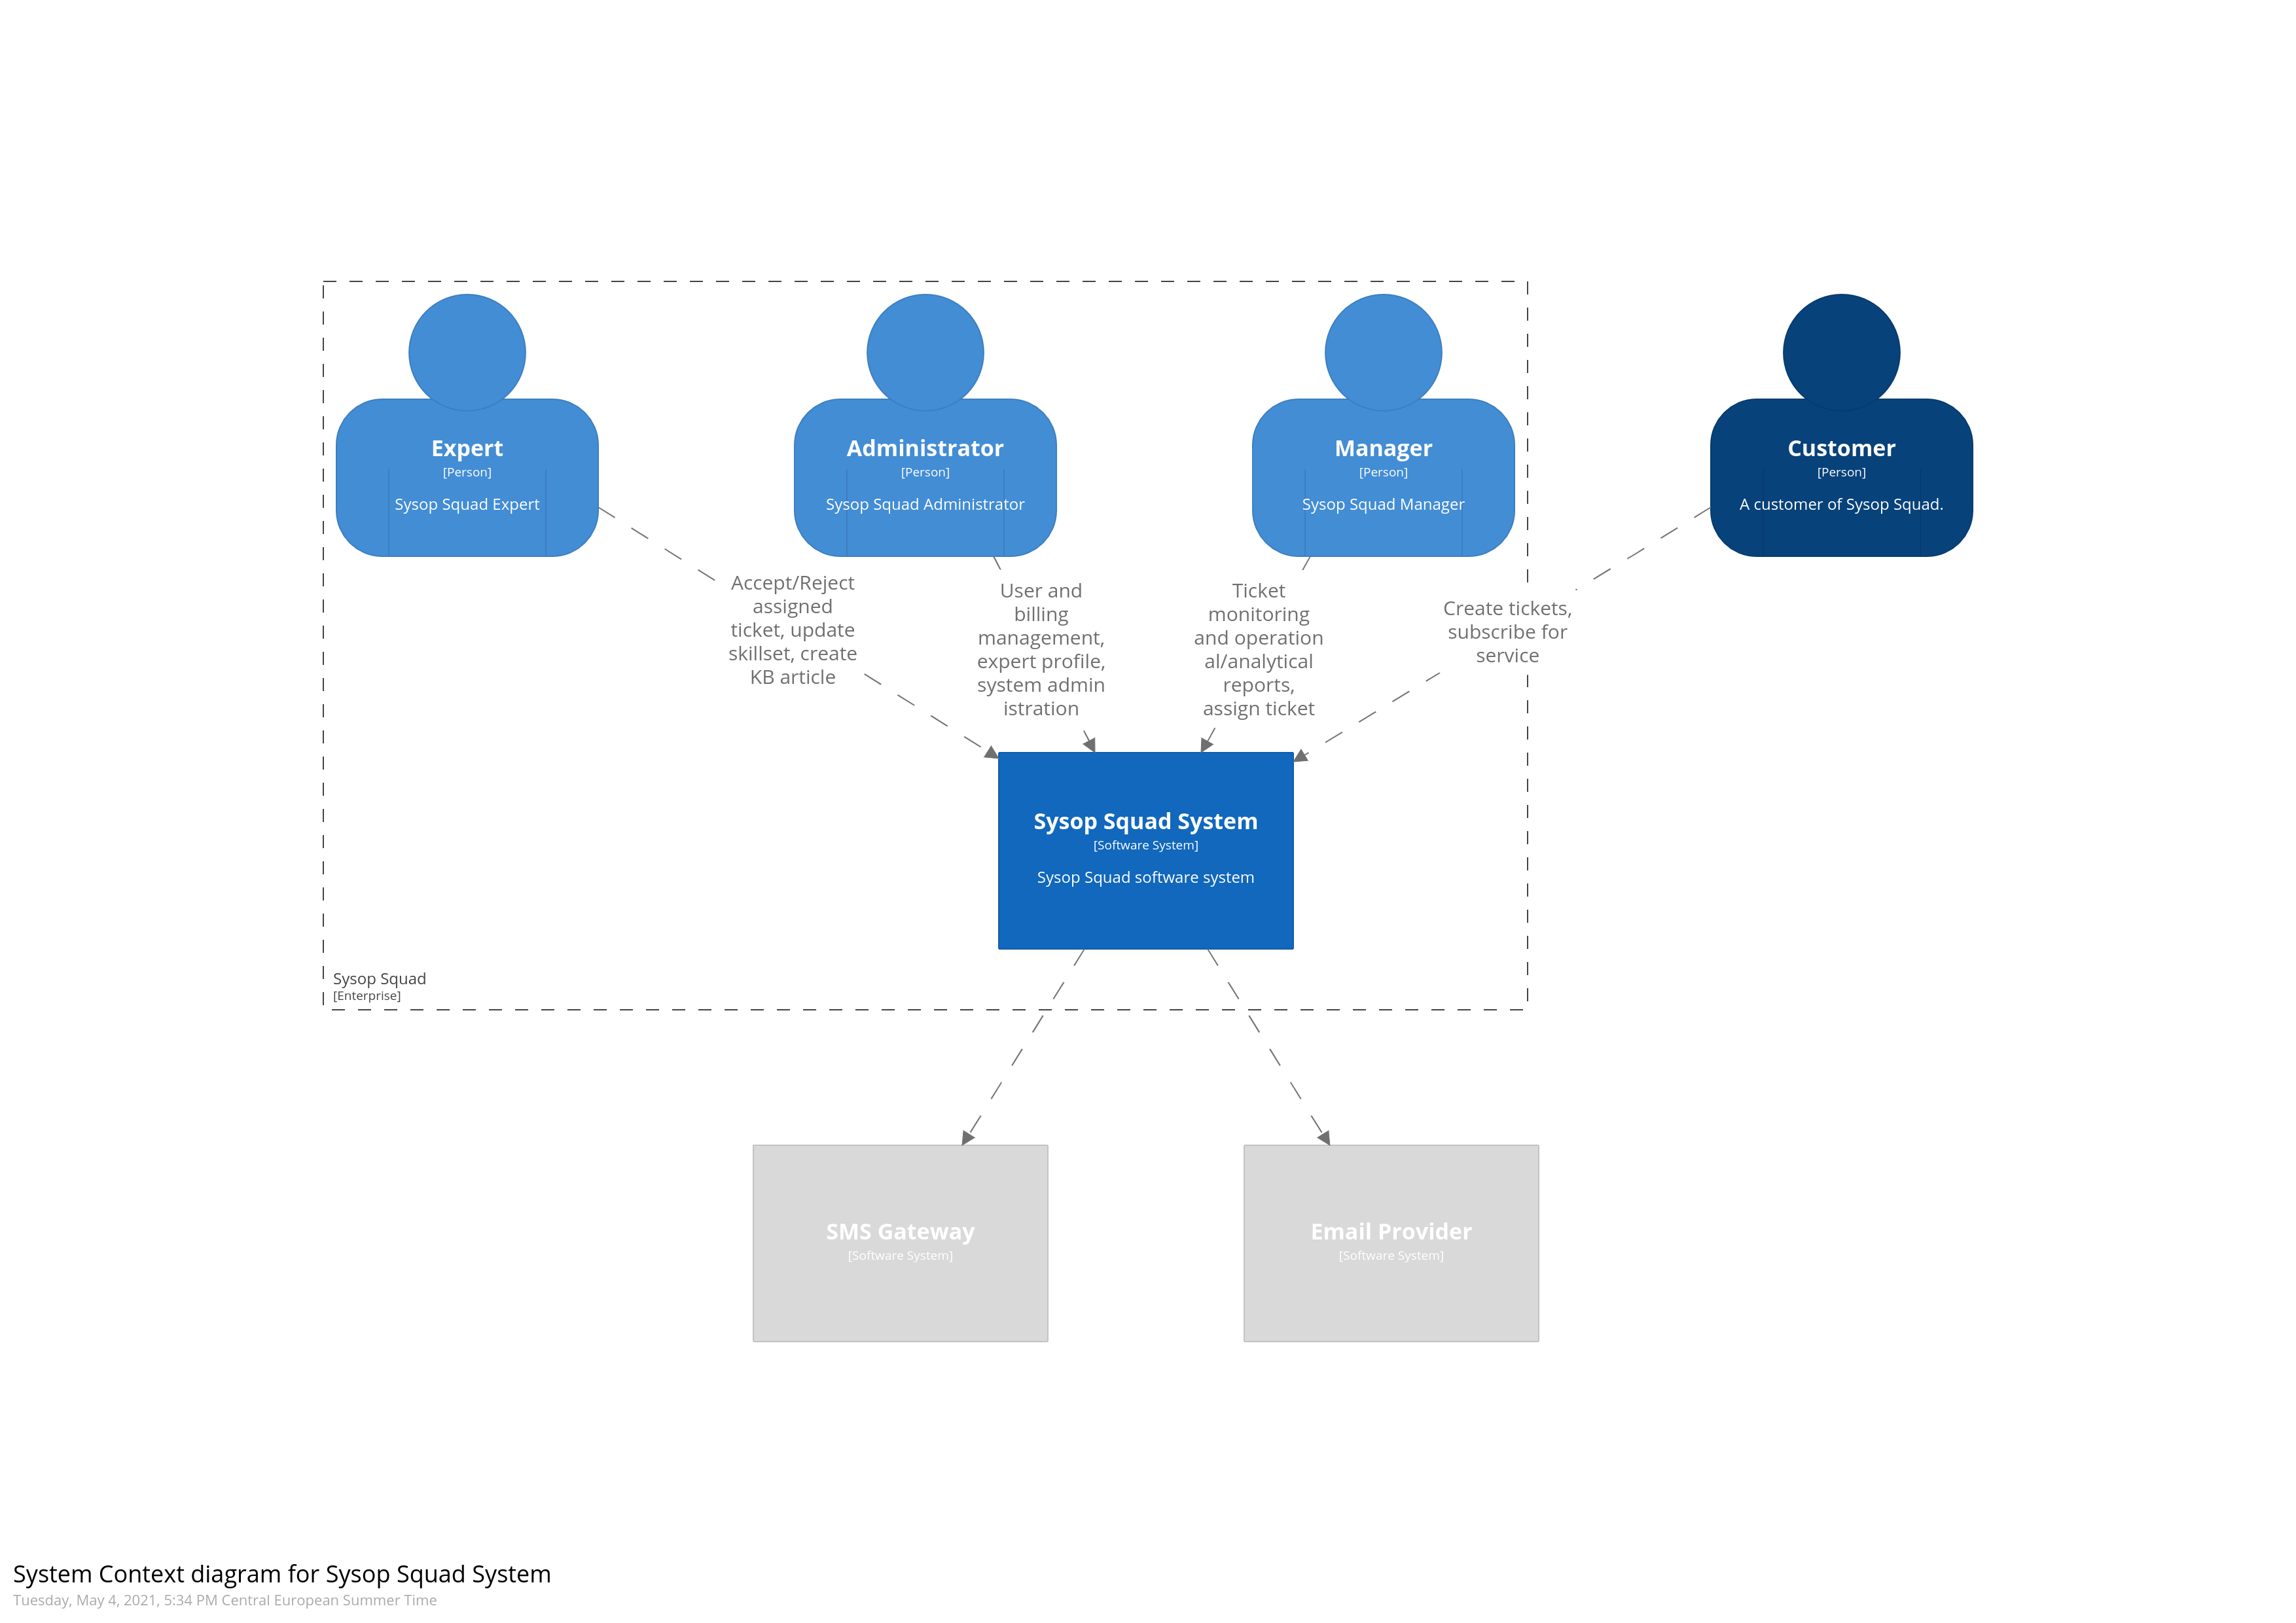 Expert
[Person]
Sysop Squad Expert
Administrator
[Person]
Sysop Squad Administrator
Manager
[Person]
Sysop Squad Manager
Customer
[Person]
A customer of Sysop Squad.
Accept/Reject
assigned
ticket, update
skillset, create
KB article
User and
billing
management,
expert profile,
system admin
istration
Ticket
monitoring
and operation
al/analytical
reports,
assign ticket
Create tickets,
subscribe for
service
Sysop Squad System
[Software System]
Sysop Squad software system
Sysop Squad
[Enterprise]
SMS Gateway
[Software System]
Email Provider
[Software System]
System Context diagram for Sysop Squad System
Tuesday, May 4, 2021, 5:34 PM Central European Summer Time